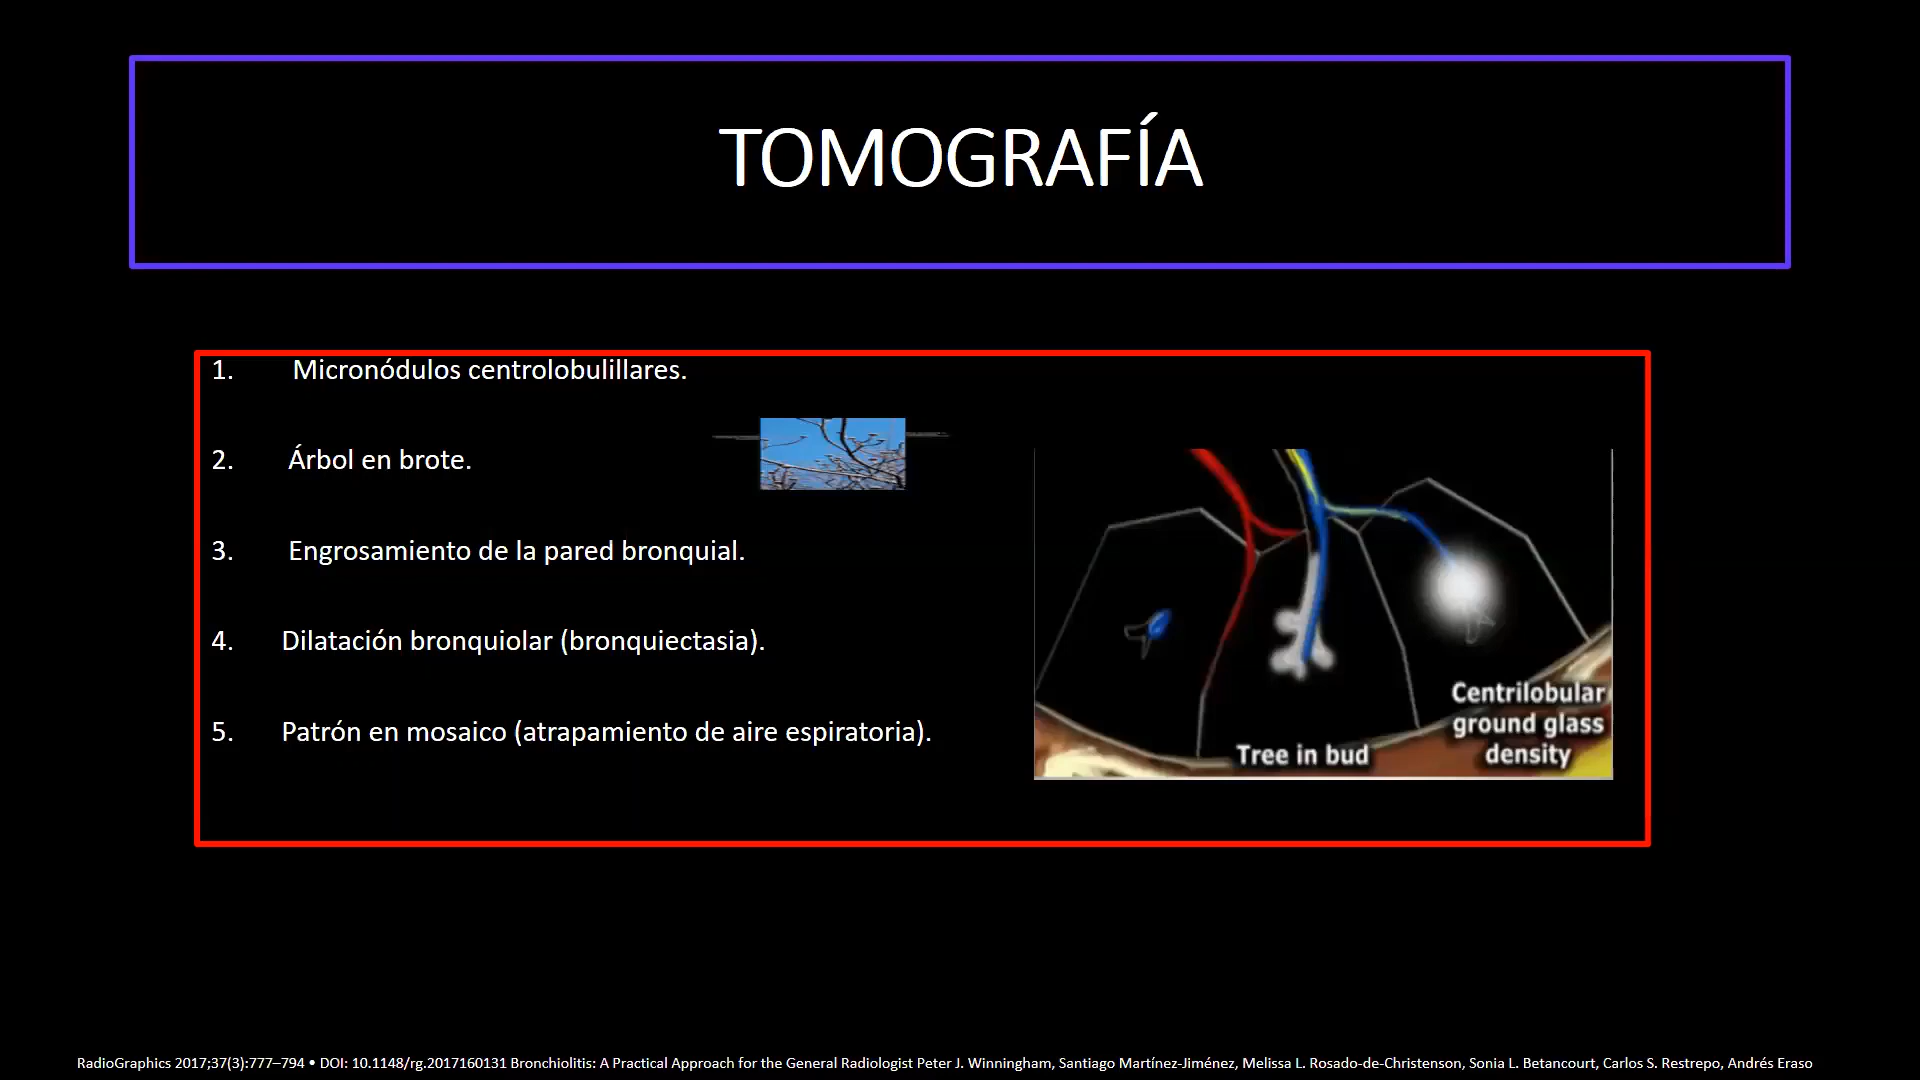 TOMOGRAFÍA
1. Micronódulos centrolobulillares.
2. Árbol en brote.
3. Engrosamiento de la pared bronquial.
4. Dilatación bronquiolar (bronquiectasia).
5. Patrón en mosaico (atrapamiento de aire espiratoria).
Centrilobular
ground glass
density
Tree in bud
RadioGraphics 2017;37(3):777–794 • DOI: 10.1148/rg.2017160131 Bronchiolitis: A Practical Approach for the General Radiologist Peter J. Winningham, Santiago Martínez-Jiménez, Melissa L. Rosado-de-Christenson, Sonia L. Betancourt, Carlos S. Restrepo, Andrés Eraso